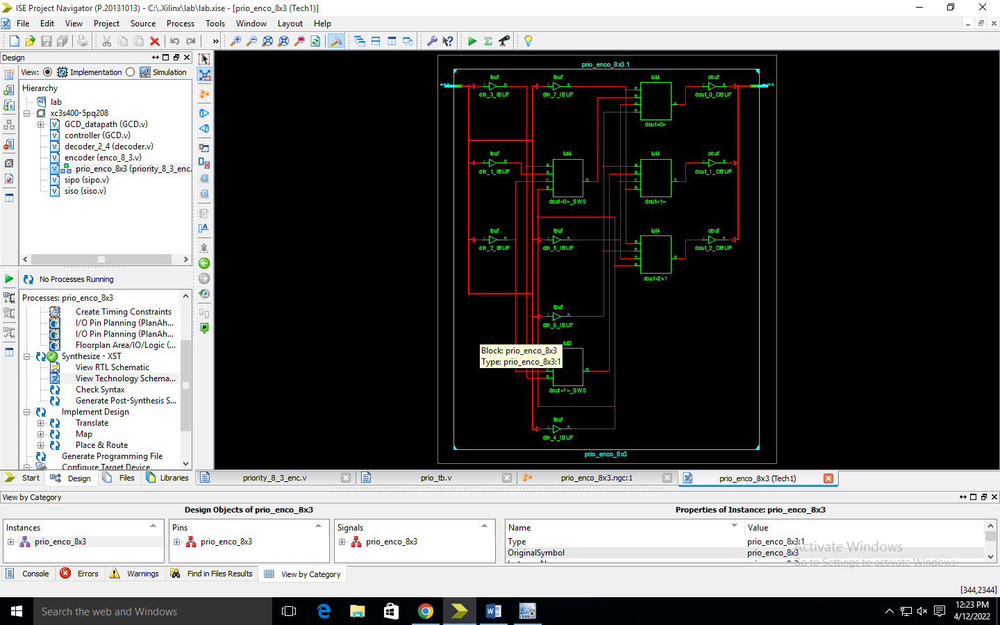 ISE Project Navigator (P.20131013) - C:\.Xilinx\lab\lab.xise - [prio_enco_8x3 (Tech1)]
File Edit View Project Source Process Tools Window Layout Help
Design
View: Implementation Simulation
Hierarchy
lab
xc3s400-5pq208
GCD_datapath (GCD.v)
controller (GCD.v)
decoder_2_4 (decoder.v)
encoder (enco_8_3.v)
prio_enco_8x3 (priority_8_3_enc.
sipo (sipo.v)
siso (siso.v)
No Processes Running
Processes: prio_enco_8x3
Create Timing Constraints
I/O Pin Planning (PlanAh...
I/O Pin Planning (PlanAh...
Floorplan Area/IO/Logic (...
Synthesize - XST
View RTL Schematic
View Technology Schema...
Check Syntax
Generate Post-Synthesis S...
Implement Design
Translate
Map
Place & Route
Generate Programming File
Configure Target Device
Start Design Files Libraries
prio_enco_8x3:1
ibuf ibuf lut4 obuf
din_3_IBUF din_7_IBUF dout_0_OBUF
dout<0>
ibuf lut4 lut4 obuf
din_1_IBUF dout_1_OBUF
dout<0>_SW0 dout<1>
ibuf ibuf lut4 obuf
din_2_IBUF din_5_IBUF dout_2_OBUF
dout<2>1
ibuf
din_6_IBUF
lut3
Block: prio_enco_8x3
Type: prio_enco_8x3:1
dout<1>_SW0
ibuf
din_4_IBUF
prio_enco_8x3
priority_8_3_enc.v prio_tb.v prio_enco_8x3.ngc:1 prio_enco_8x3 (Tech1)
View by Category
Design Objects of prio_enco_8x3 Properties of Instance: prio_enco_8x3
Instances Pins Signals Name Value
prio_enco_8x3 prio_enco_8x3 prio_enco_8x3 Type prio_enco_8x3:1
OriginalSymbol prio_enco_8x3
Activate Windows
Go to Settings to activate Windows.
Console Errors Warnings Find in Files Results View by Category
[344,2344]
Search the web and Windows
12:23 PM
4/12/2022